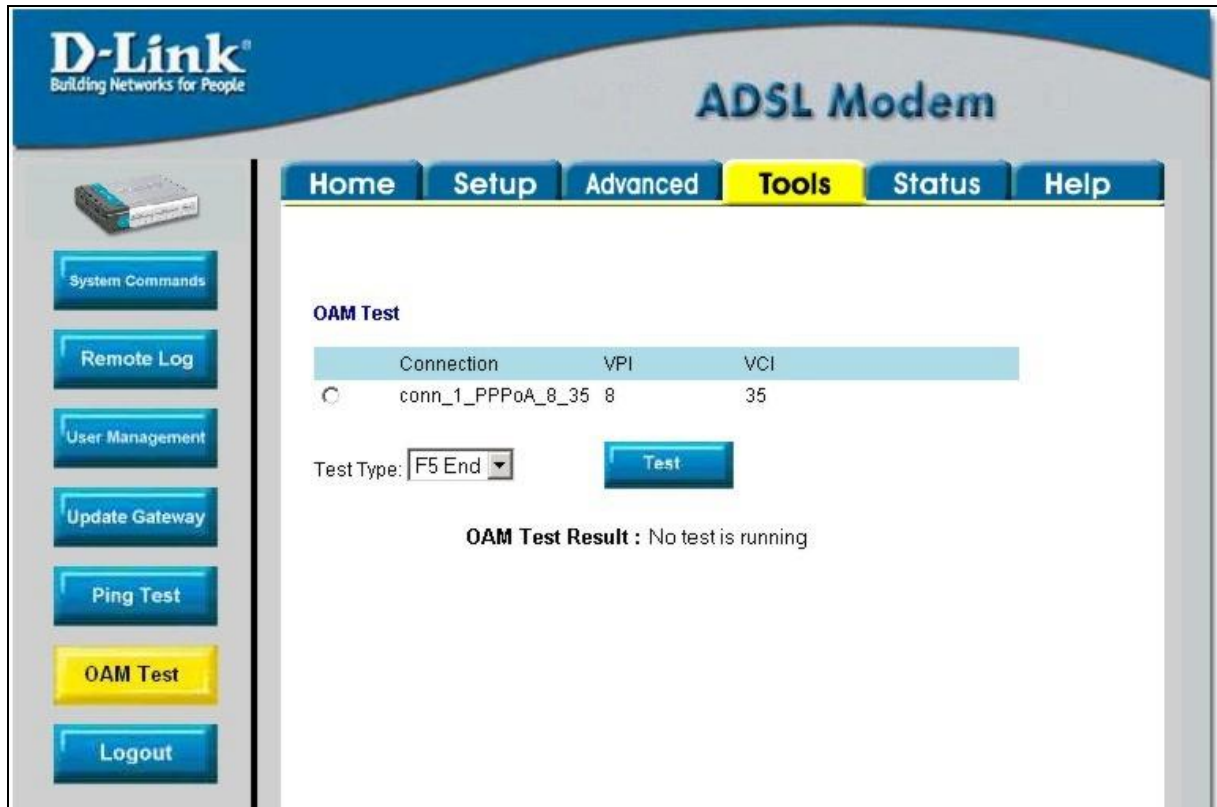 D-Link®
Building Networks for People
ADSL Modem
Home Setup Advanced Tools Status Help
System Commands
Remote Log
User Management
Update Gateway
Ping Test
OAM Test
Logout
OAM Test
Connection VPI VCI
conn_1_PPPoA_8_35 8 35
Test Type: F5 End Test
OAM Test Result : No test is running